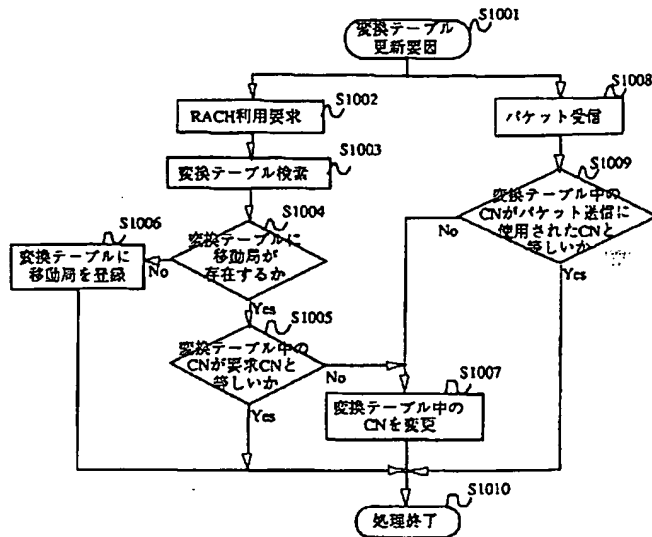 S1001
変換テーブル
更新要因
S1002
RACH利用要求
S1008
パケット受信
S1003
変換テーブル検索
S1009
変換テーブル中の
CNがパケット送信に
使用されたCNと
等しいか
No
Yes
S1004
変換テーブルに
移動局が
存在するか
No
Yes
S1006
変換テーブルに
移動局を登録
S1005
変換テーブル中の
CNが要求CNと
等しいか
No
Yes
S1007
変換テーブル中の
CNを変更
S1010
処理終了